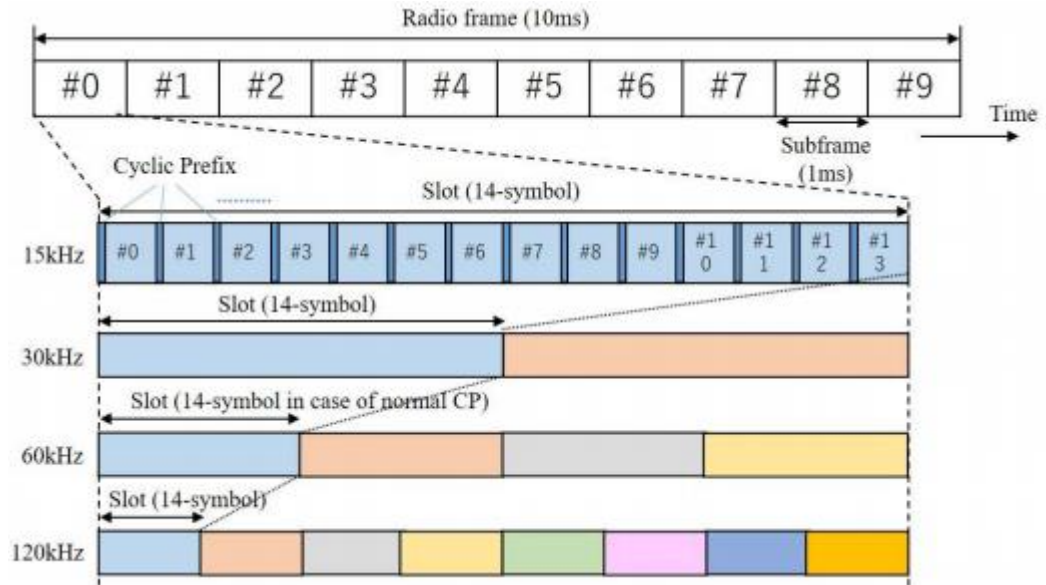 Radio frame (10ms)
#0 #1 #2 #3 #4 #5 #6 #7 #8 #9
Time
Subframe
(1ms)
Cyclic Prefix
Slot (14-symbol)
15kHz
#0 #1 #2 #3 #4 #5 #6 #7 #8 #9 #1
0 #1
1 #1
2 #1
3
Slot (14-symbol)
30kHz
Slot (14-symbol in case of normal CP)
60kHz
Slot (14-symbol)
120kHz